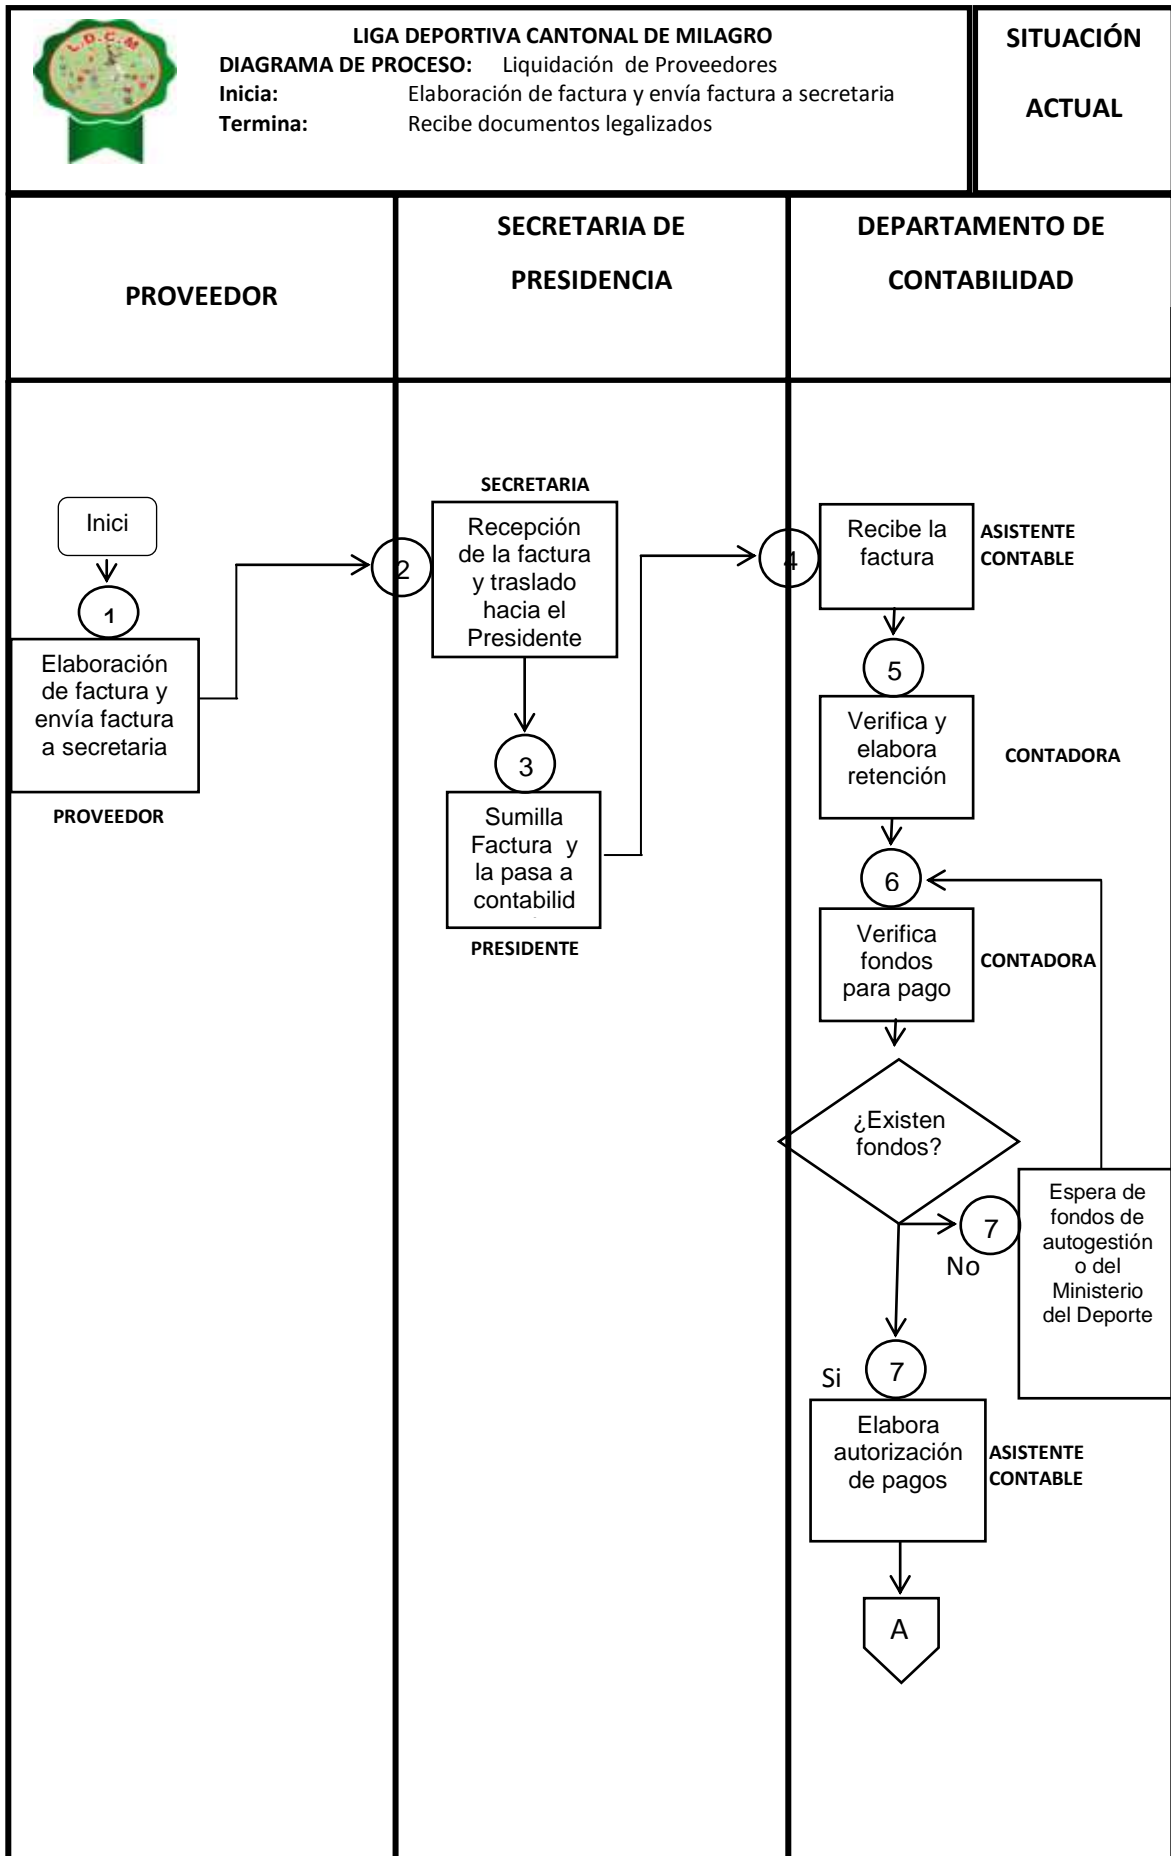 L.D.C.M
LIGA DEPORTIVA CANTONAL DE MILAGRO
DIAGRAMA DE PROCESO: Liquidación de Proveedores
Inicia: Elaboración de factura y envía factura a secretaria
Termina: Recibe documentos legalizados
SITUACIÓN
ACTUAL
PROVEEDOR
SECRETARIA DE
PRESIDENCIA
DEPARTAMENTO DE
CONTABILIDAD
Inici
1
Elaboración
de factura y
envía factura
a secretaria
PROVEEDOR
SECRETARIA
2
Recepción
de la factura
y traslado
hacia el
Presidente
3
Sumilla
Factura y
la pasa a
contabilid
PRESIDENTE
4
Recibe la
factura
ASISTENTE
CONTABLE
5
Verifica y
elabora
retención
CONTADORA
6
Verifica
fondos
para pago
CONTADORA
¿Existen
fondos?
7
No
Espera de
fondos de
autogestión
o del
Ministerio
del Deporte
Si
7
Elabora
autorización
de pagos
ASISTENTE
CONTABLE
A